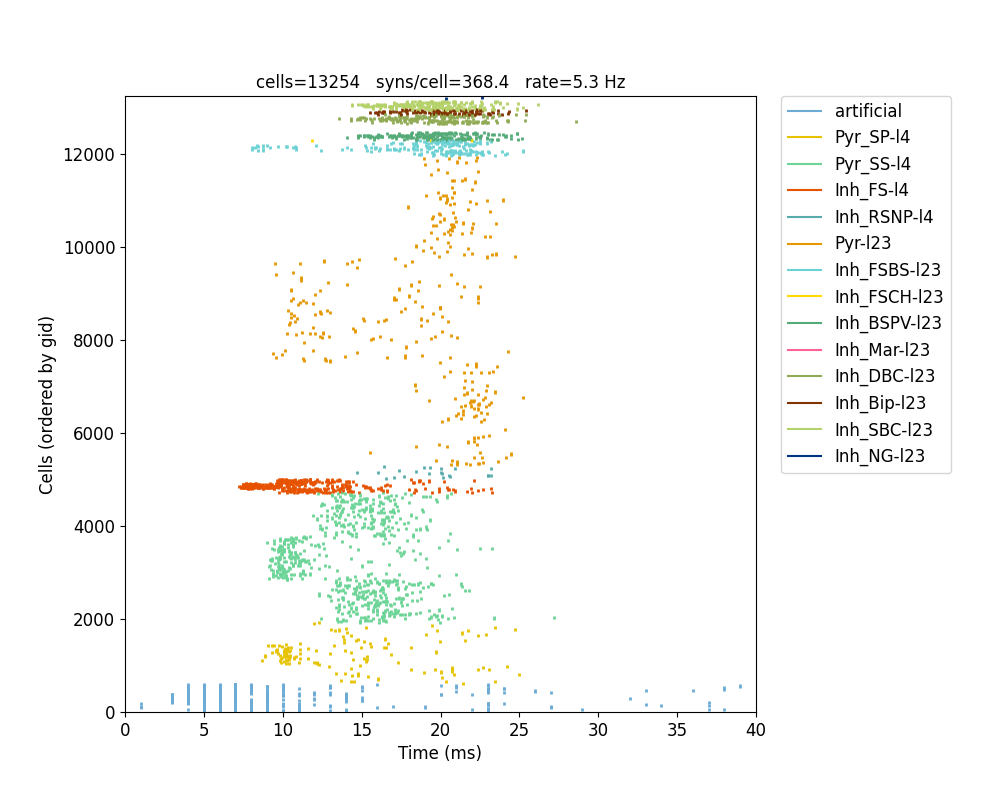 cells=13254   syns/cell=368.4   rate=5.3 Hz
Cells (ordered by gid)
12000
10000
8000
6000
4000
2000
0
0 5 10 15 20 25 30 35 40
Time (ms)
artificial
Pyr_SP-l4
Pyr_SS-l4
Inh_FS-l4
Inh_RSNP-l4
Pyr-l23
Inh_FSBS-l23
Inh_FSCH-l23
Inh_BSPV-l23
Inh_Mar-l23
Inh_DBC-l23
Inh_Bip-l23
Inh_SBC-l23
Inh_NG-l23